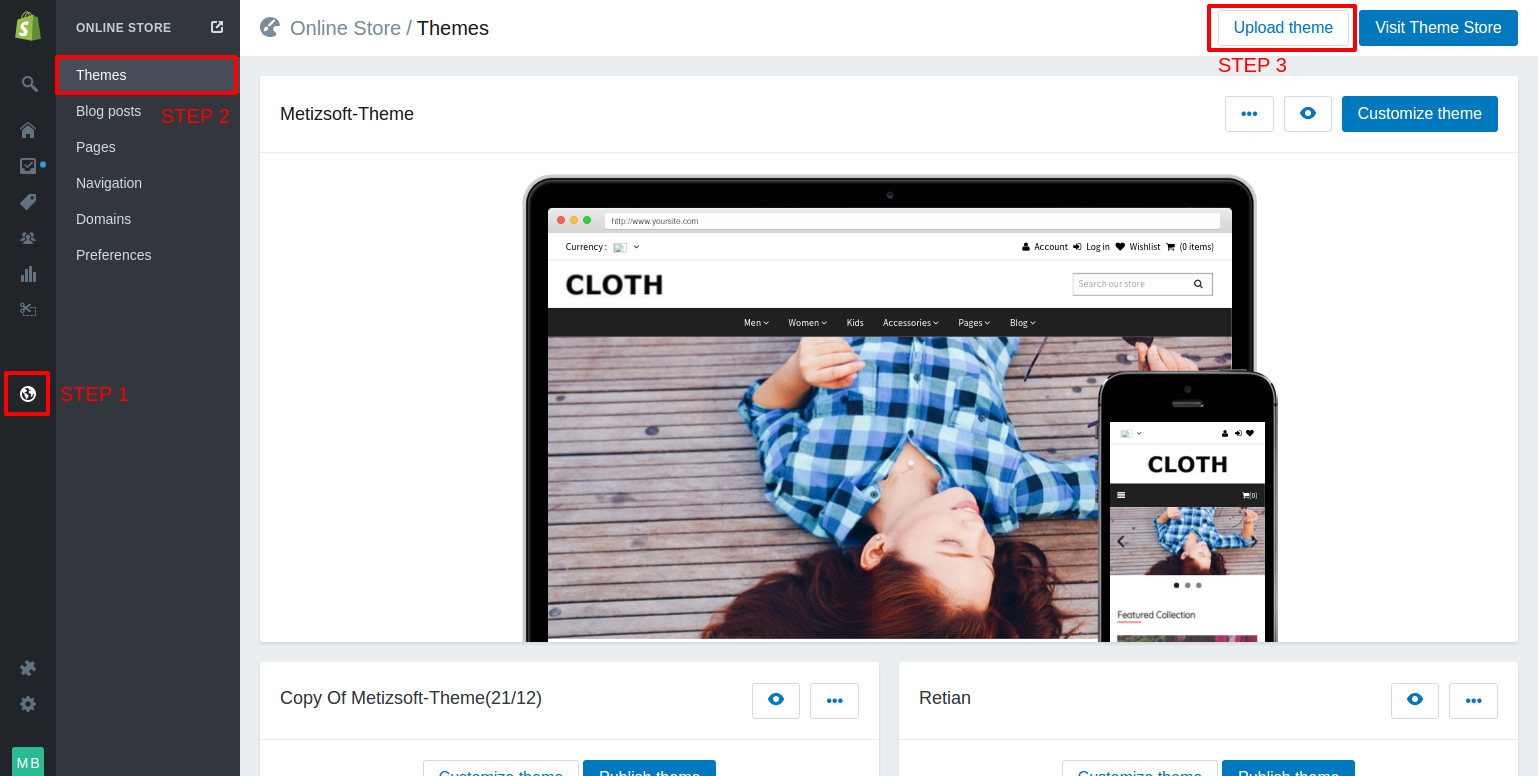 ONLINE STORE
Themes
STEP 2
Blog posts
Pages
Navigation
Domains
Preferences
STEP 1
MB
Online Store / Themes
Upload theme
Visit Theme Store
STEP 3
Metizsoft-Theme
Customize theme
http://www.yoursite.com
Currency :
Account Log in Wishlist (0 items)
CLOTH
Search our store
Men Women Kids Accessories Pages Blog
CLOTH
(0)
Featured Collection
Copy Of Metizsoft-Theme(21/12)
Customize theme
Publish theme
Retian
Customize theme
Publish theme